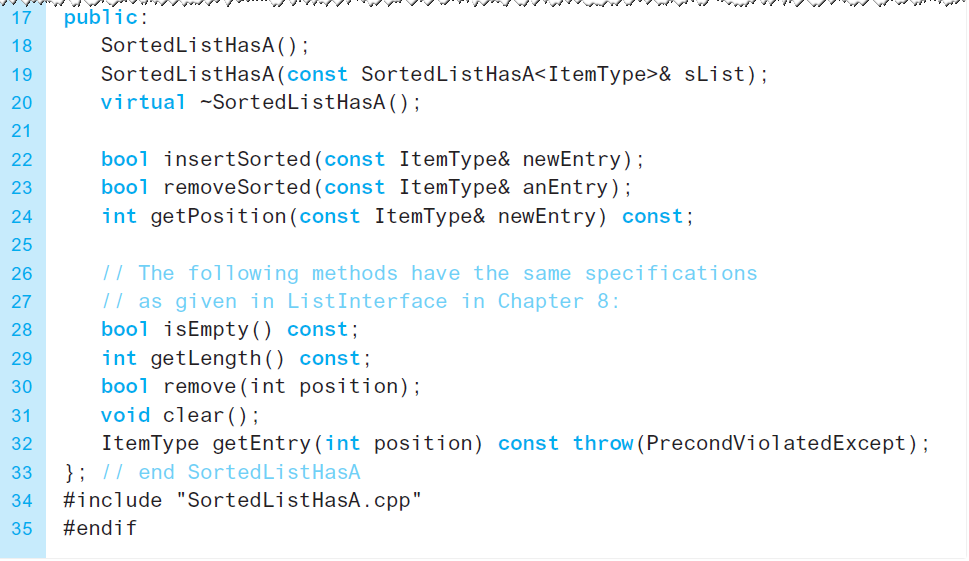 17 public:
18 SortedListHasA();
19 SortedListHasA(const SortedListHasA<ItemType>& sList);
20 virtual ~SortedListHasA();
21
22 bool insertSorted(const ItemType& newEntry);
23 bool removeSorted(const ItemType& anEntry);
24 int getPosition(const ItemType& newEntry) const;
25
26 // The following methods have the same specifications
27 // as given in ListInterface in Chapter 8:
28 bool isEmpty() const;
29 int getLength() const;
30 bool remove(int position);
31 void clear();
32 ItemType getEntry(int position) const throw(PrecondViolatedExcept);
33 }; // end SortedListHasA
34 #include "SortedListHasA.cpp"
35 #endif